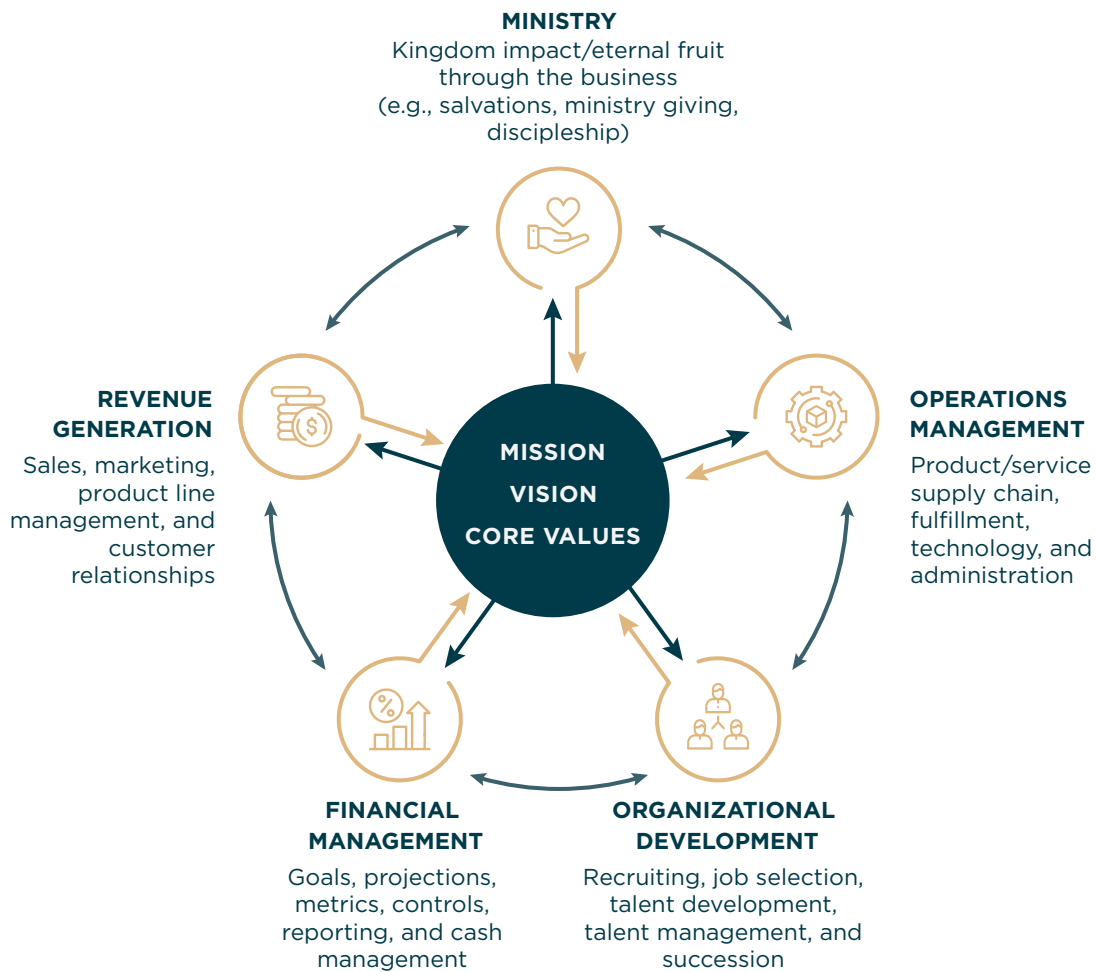 MINISTRY
Kingdom impact/eternal fruit
through the business
(e.g., salvations, ministry giving,
discipleship)
REVENUE
GENERATION
Sales, marketing,
product line
management, and
customer
relationships
$
MISSION
VISION
CORE VALUES
OPERATIONS
MANAGEMENT
Product/service
supply chain,
fulfillment,
technology, and
administration
%
FINANCIAL
MANAGEMENT
Goals, projections,
metrics, controls,
reporting, and cash
management
ORGANIZATIONAL
DEVELOPMENT
Recruiting, job selection,
talent development,
talent management, and
succession